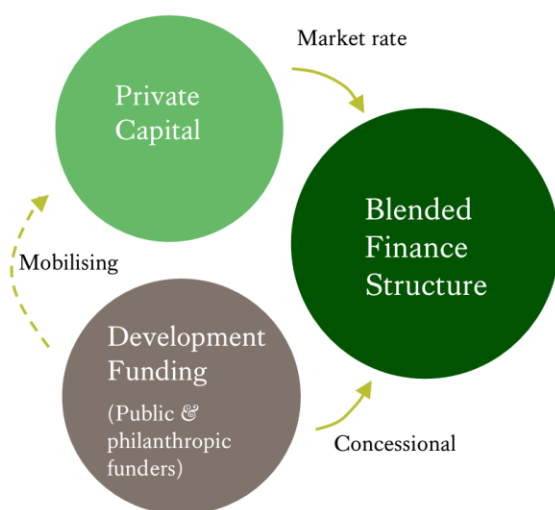 Market rate
Private
Capital
Blended
Finance
Structure
Mobilising
Development
Funding
(Public &
philanthropic
funders)
Concessional